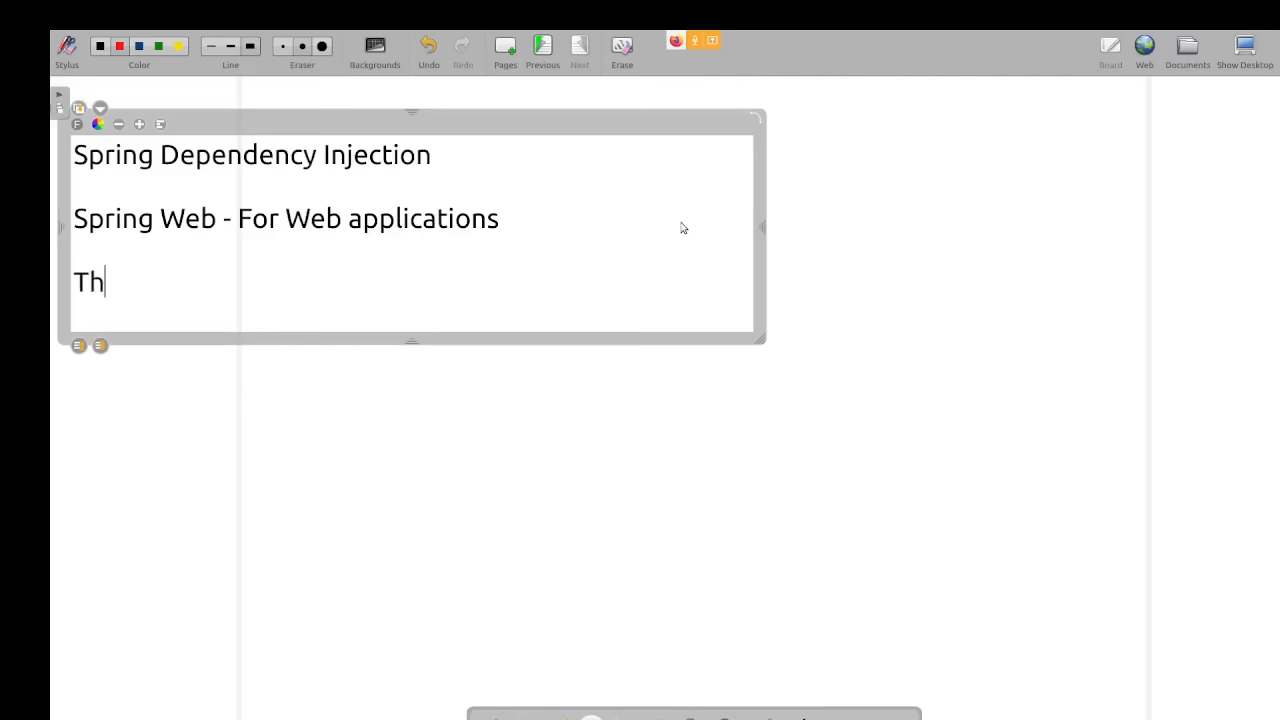 Stylus Color Line Eraser Backgrounds Undo Redo Pages Previous Next Erase Board Web Documents Show Desktop
F
Spring Dependency Injection
Spring Web - For Web applications
Th